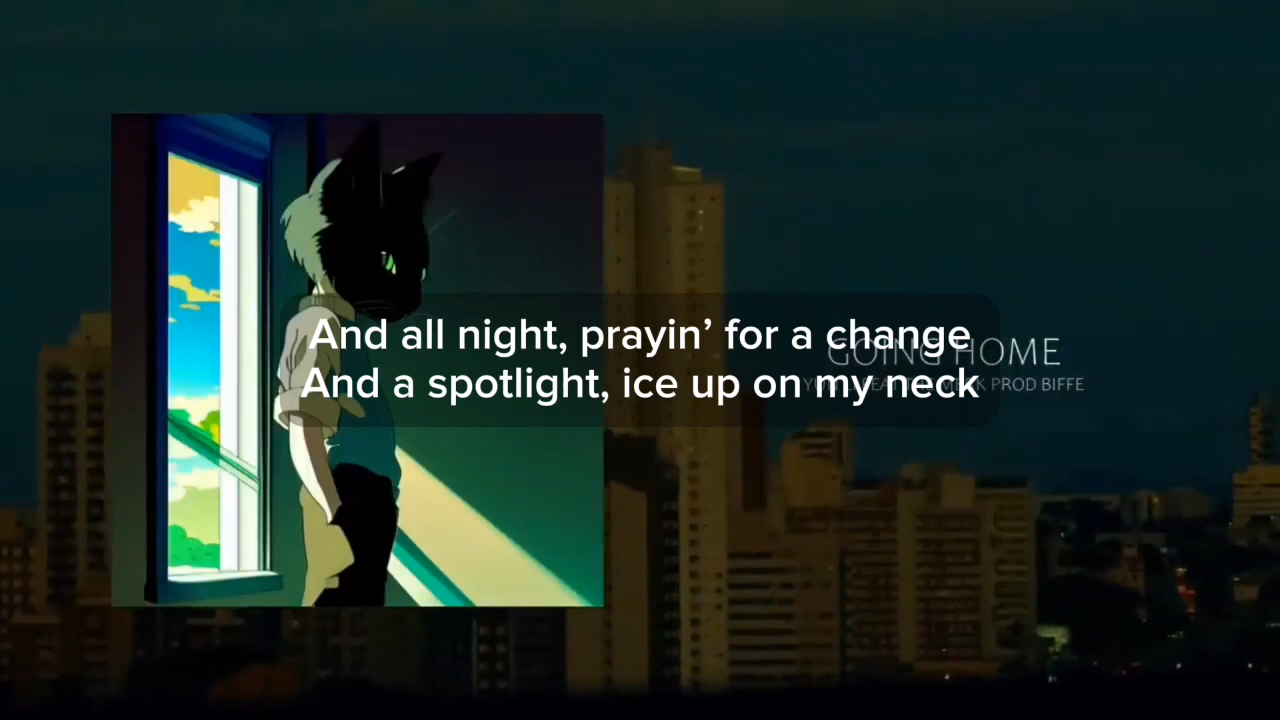 And all night, prayin’ for a change
And a spotlight, ice up on my neck
GOING HOME
PROD BIFFE